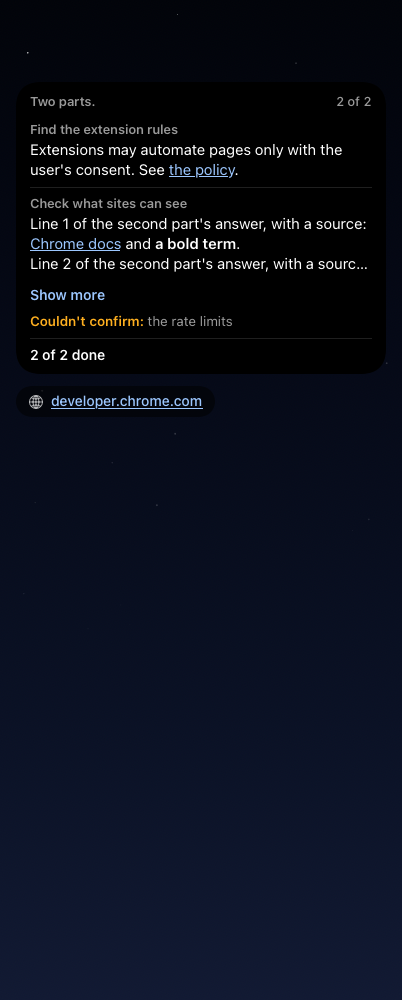 Two parts.
2 of 2
Find the extension rules
Extensions may automate pages only with the
user's consent. See the policy.
Check what sites can see
Line 1 of the second part's answer, with a source:
Chrome docs and a bold term.
Line 2 of the second part's answer, with a sourc...
Show more
Couldn't confirm: the rate limits
2 of 2 done
developer.chrome.com